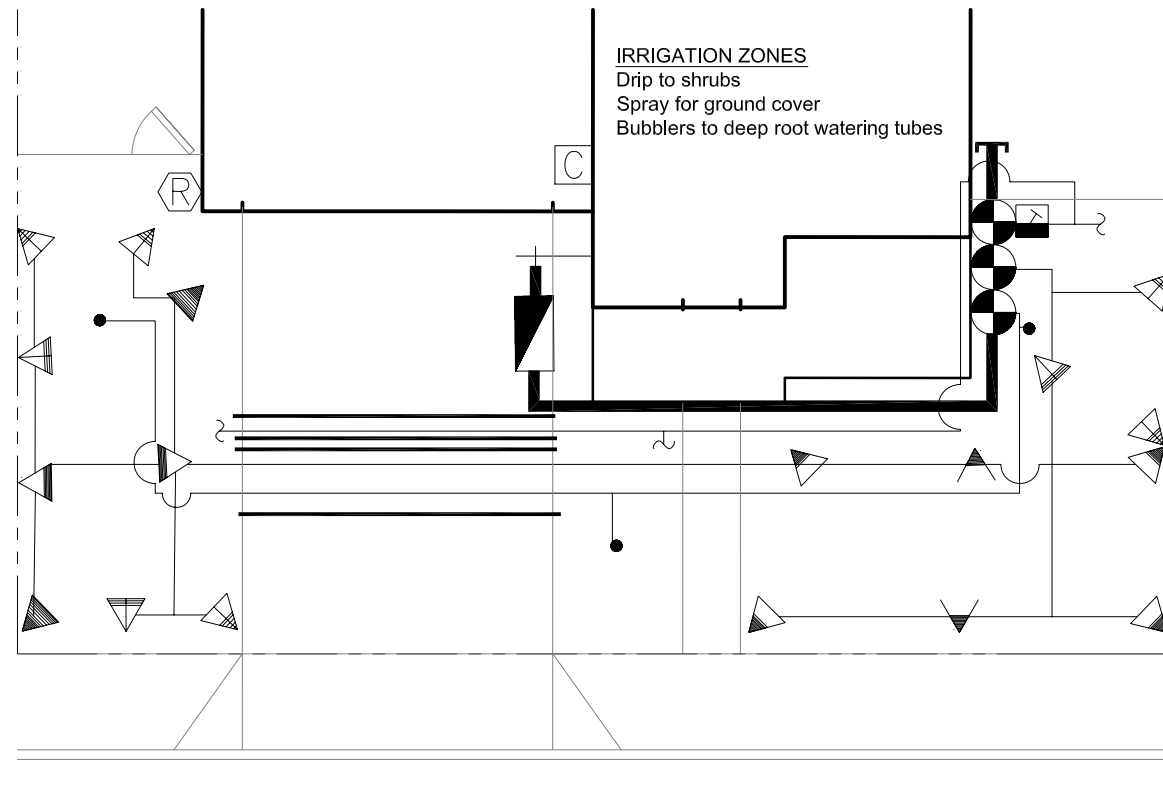 IRRIGATION ZONES
Drip to shrubs
Spray for ground cover
Bubblers to deep root watering tubes
C
R